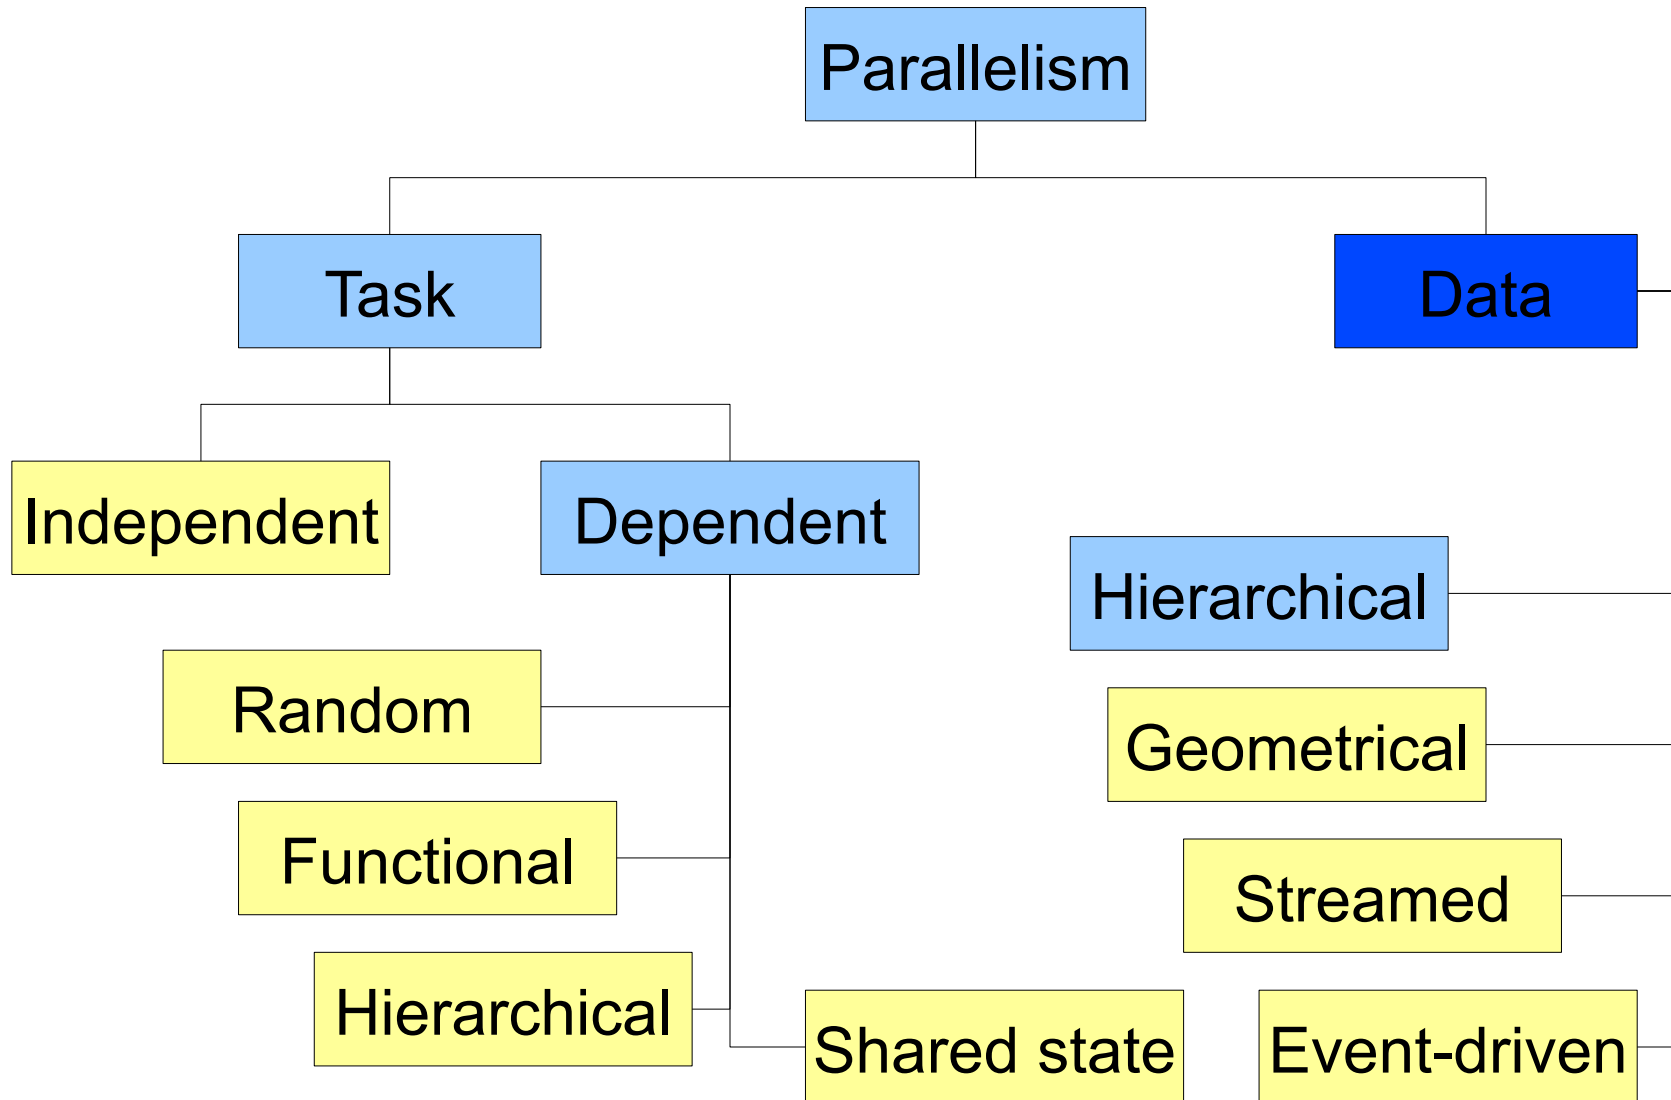 Parallelism
Task
Data
Independent
Dependent
Hierarchical
Random
Geometrical
Functional
Streamed
Hierarchical
Shared state
Event-driven